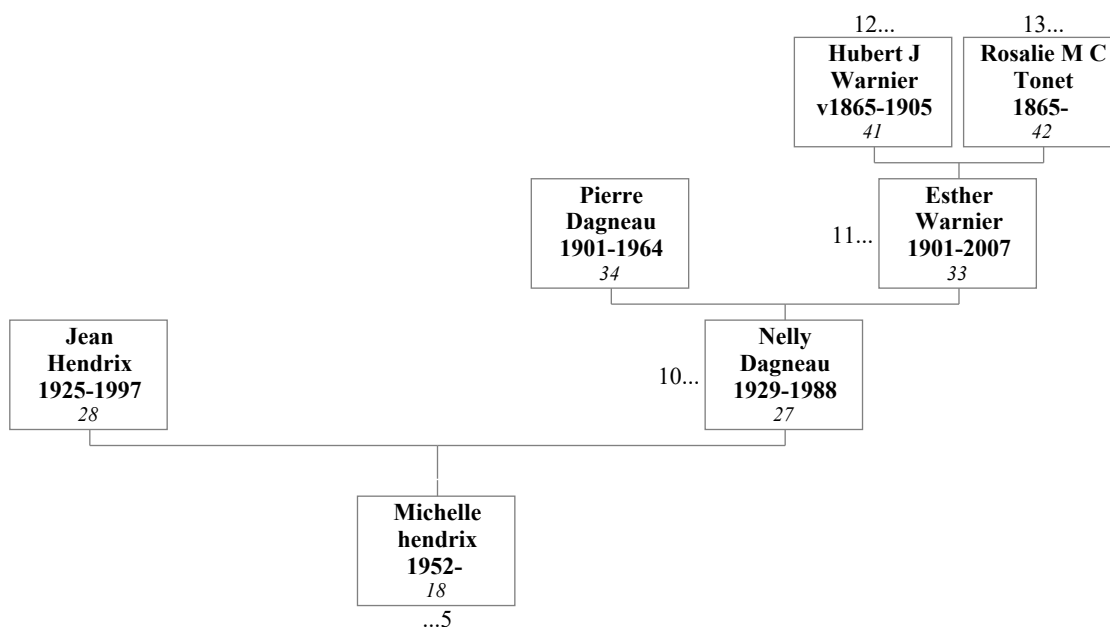 12...
13...
Hubert J
Warnier
v1865-1905
41
Rosalie M C
Tonet
1865-
42
Pierre
Dagneau
1901-1964
34
11...
Esther
Warnier
1901-2007
33
Jean
Hendrix
1925-1997
28
10...
Nelly
Dagneau
1929-1988
27
Michelle
hendrix
1952-
18
...5